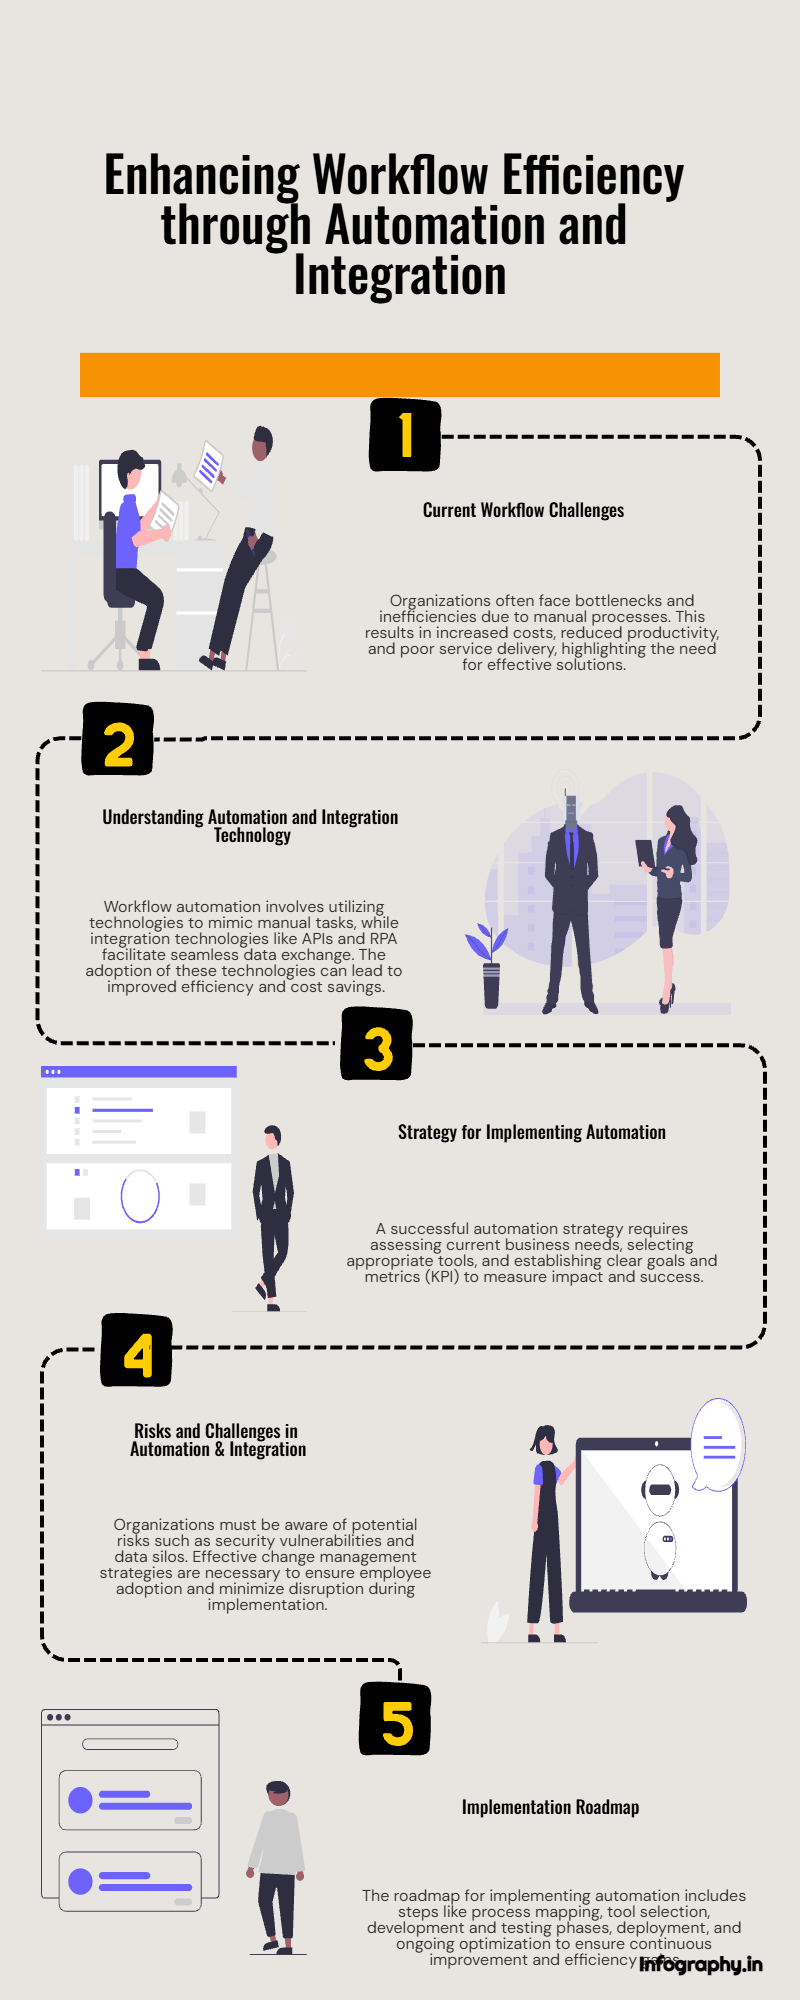 Enhancing Workflow Efficiency
through Automation and
Integration
1
Current Workflow Challenges
Organizations often face bottlenecks and
inefficiencies due to manual processes. This
results in increased costs, reduced productivity,
and poor service delivery, highlighting the need
for effective solutions.
2
Understanding Automation and Integration
Technology
Workflow automation involves utilizing
technologies to mimic manual tasks, while
integration technologies like APIs and RPA
facilitate seamless data exchange. The
adoption of these technologies can lead to
improved efficiency and cost savings.
3
Strategy for Implementing Automation
A successful automation strategy requires
assessing current business needs, selecting
appropriate tools, and establishing clear goals and
metrics (KPI) to measure impact and success.
4
Risks and Challenges in
Automation & Integration
Organizations must be aware of potential
risks such as security vulnerabilities and
data silos. Effective change management
strategies are necessary to ensure employee
adoption and minimize disruption during
implementation.
5
Implementation Roadmap
The roadmap for implementing automation includes
steps like process mapping, tool selection,
development and testing phases, deployment, and
ongoing optimization to ensure continuous
improvement and efficiency
Infography.in